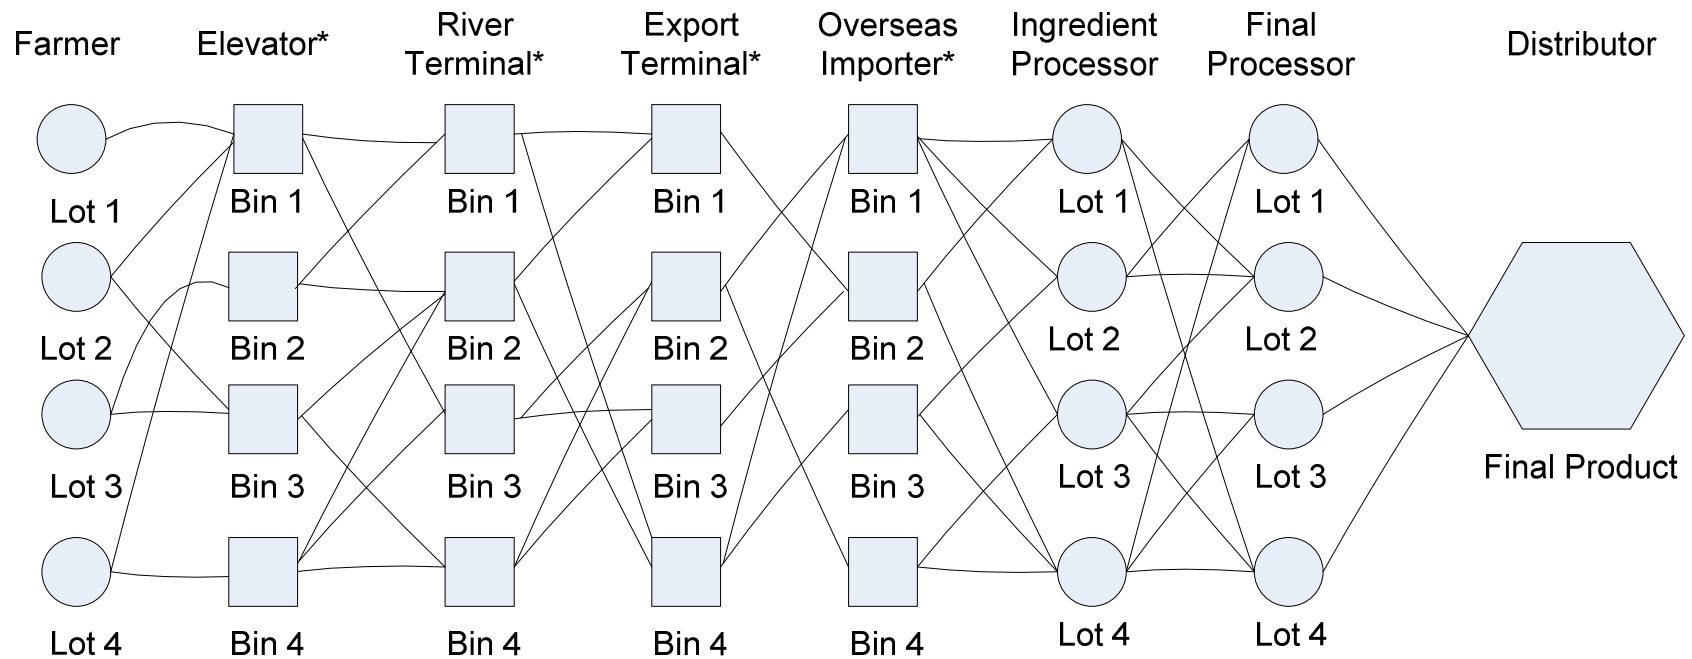 Farmer
Elevator*
River
Terminal*
Export
Terminal*
Overseas
Importer*
Ingredient
Processor
Final
Processor
Distributor
Lot 1
Bin 1
Bin 1
Bin 1
Bin 1
Lot 1
Lot 1
Lot 2
Bin 2
Bin 2
Bin 2
Bin 2
Lot 2
Lot 2
Lot 3
Bin 3
Bin 3
Bin 3
Bin 3
Lot 3
Lot 3
Final Product
Lot 4
Bin 4
Bin 4
Bin 4
Bin 4
Lot 4
Lot 4